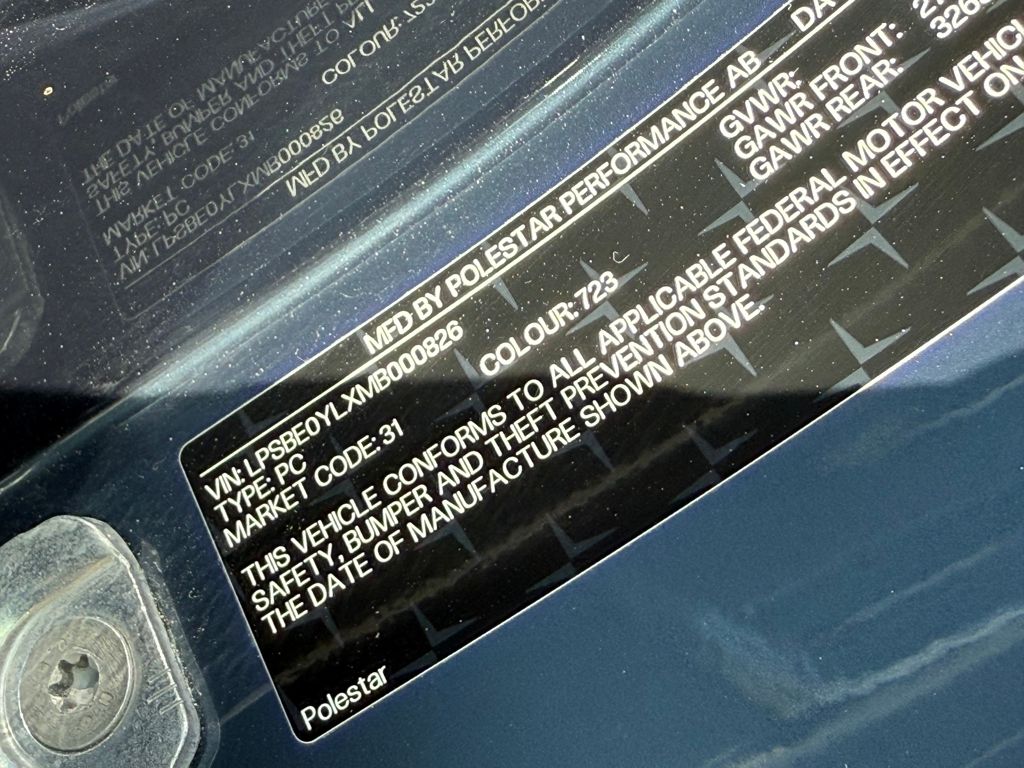 MFD BY POLESTAR PERFORMANCE AB
DA
VIN: LPSBE0YLXMB000826
TYPE: PC
MARKET CODE: 31
COLOUR: 723
GVWR:
GAWR FRONT:
GAWR REAR:
THIS VEHICLE CONFORMS TO ALL APPLICABLE FEDERAL MOTOR VEHIC
SAFETY, BUMPER AND THEFT PREVENTION STANDARDS IN EFFECT ON
THE DATE OF MANUFACTURE SHOWN ABOVE.
Polestar